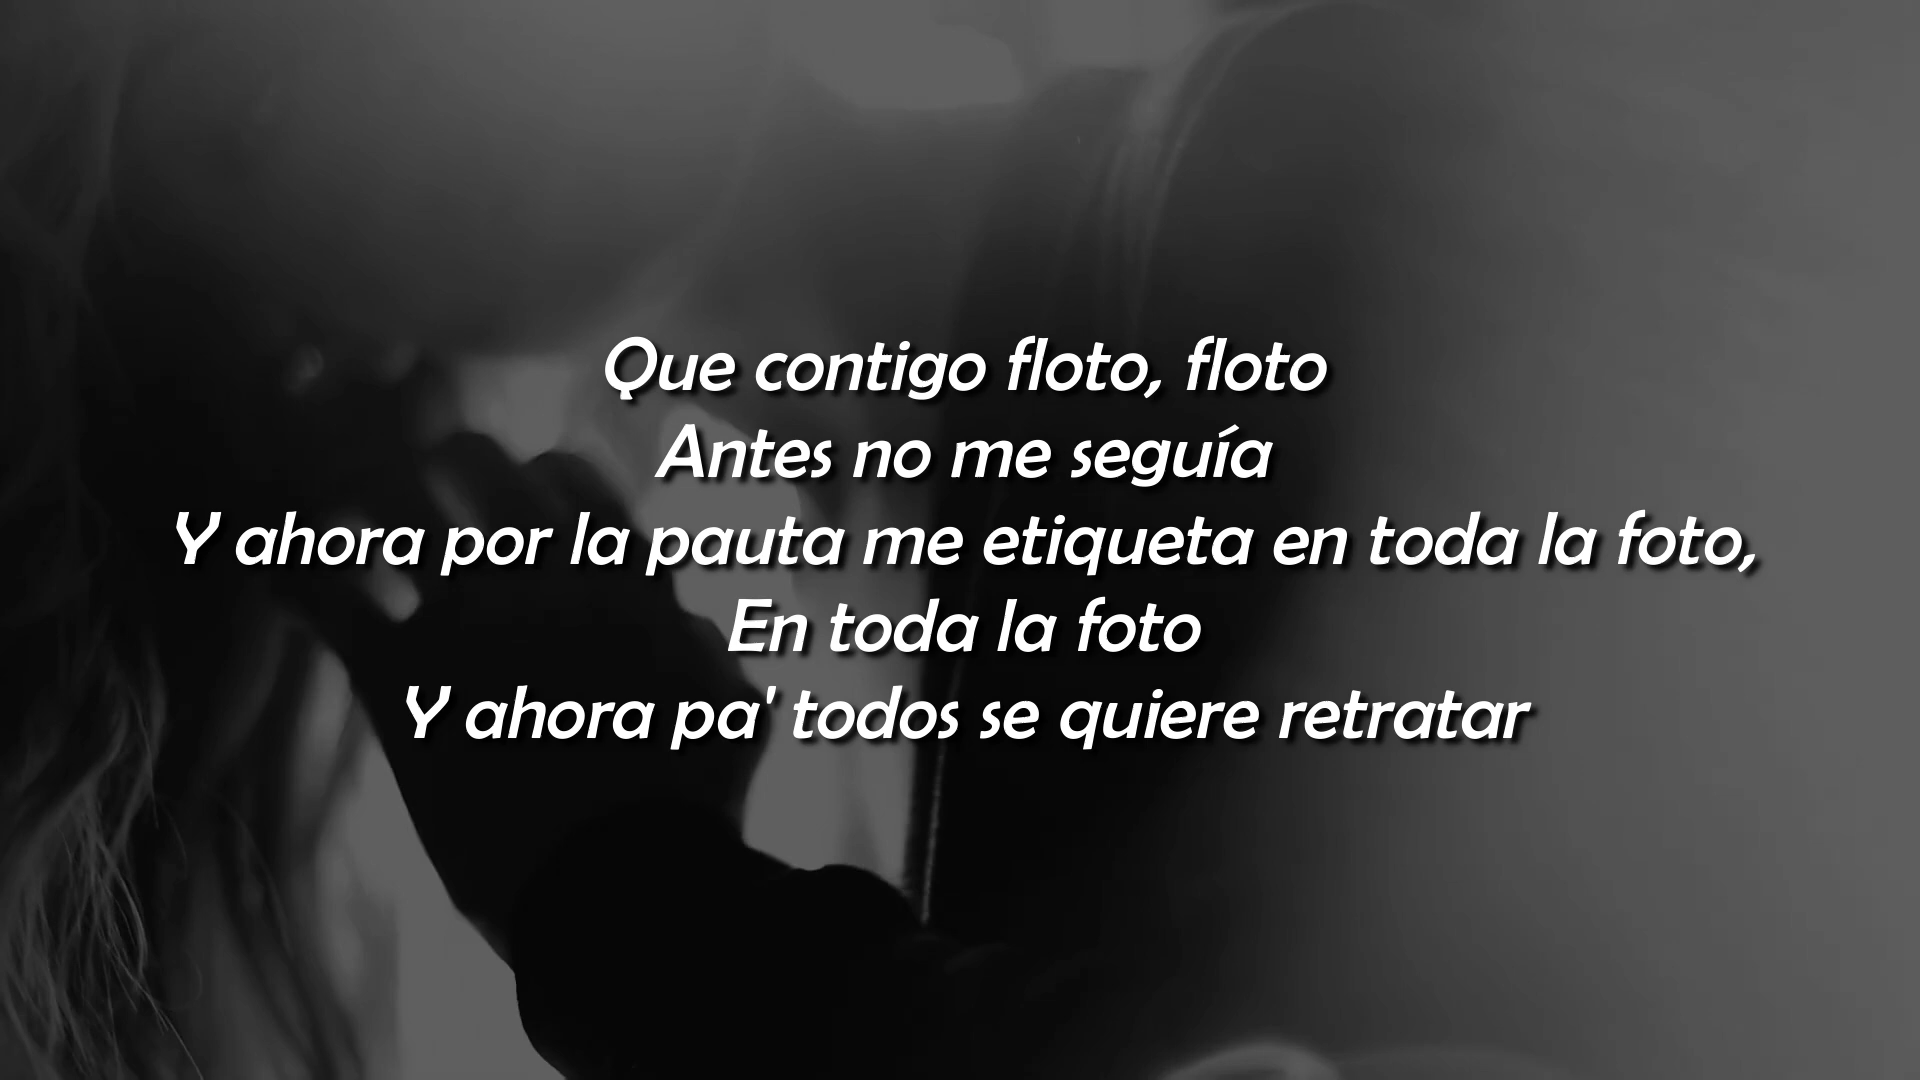 Que contigo floto, floto
Antes no me seguía
Y ahora por la pauta me etiqueta en toda la foto,
En toda la foto
Y ahora pa' todos se quiere retratar